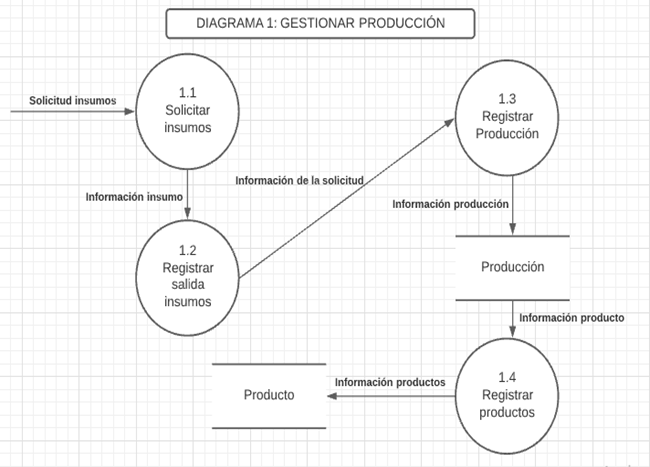 DIAGRAMA 1: GESTIONAR PRODUCCIÓN
Solicitud insumos
1.1
Solicitar
insumos
Información insumo
1.2
Registrar
salida
insumos
Información de la solicitud
1.3
Registrar
Producción
Información producción
Producción
Información producto
1.4
Registrar
productos
Información productos
Producto